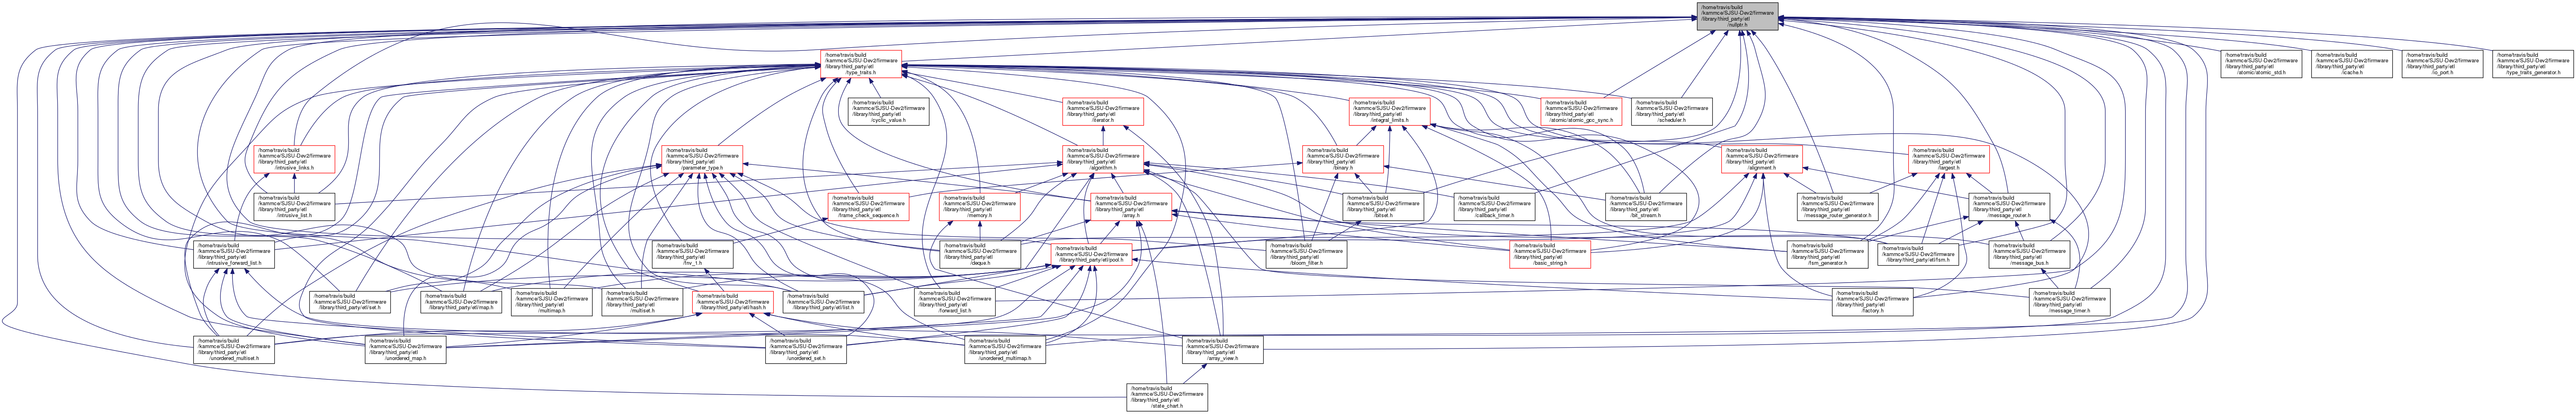 /home/travis/build
/kammce/SJSU-Dev2/firmware
/library/third_party/etl
/nullptr.h
/home/travis/build
/kammce/SJSU-Dev2/firmware
/library/third_party/etl
/type_traits.h
/home/travis/build
/kammce/SJSU-Dev2/firmware
/library/third_party/etl
/atomic/atomic_std.h
/home/travis/build
/kammce/SJSU-Dev2/firmware
/library/third_party/etl
/icache.h
/home/travis/build
/kammce/SJSU-Dev2/firmware
/library/third_party/etl
/io_port.h
/home/travis/build
/kammce/SJSU-Dev2/firmware
/library/third_party/etl
/type_traits_generator.h
/home/travis/build
/kammce/SJSU-Dev2/firmware
/library/third_party/etl
/cyclic_value.h
/home/travis/build
/kammce/SJSU-Dev2/firmware
/library/third_party/etl
/iterator.h
/home/travis/build
/kammce/SJSU-Dev2/firmware
/library/third_party/etl
/integral_limits.h
/home/travis/build
/kammce/SJSU-Dev2/firmware
/library/third_party/etl
/atomic/atomic_gcc_sync.h
/home/travis/build
/kammce/SJSU-Dev2/firmware
/library/third_party/etl
/scheduler.h
/home/travis/build
/kammce/SJSU-Dev2/firmware
/library/third_party/etl
/intrusive_links.h
/home/travis/build
/kammce/SJSU-Dev2/firmware
/library/third_party/etl
/parameter_type.h
/home/travis/build
/kammce/SJSU-Dev2/firmware
/library/third_party/etl
/algorithm.h
/home/travis/build
/kammce/SJSU-Dev2/firmware
/library/third_party/etl
/binary.h
/home/travis/build
/kammce/SJSU-Dev2/firmware
/library/third_party/etl
/alignment.h
/home/travis/build
/kammce/SJSU-Dev2/firmware
/library/third_party/etl
/largest.h
/home/travis/build
/kammce/SJSU-Dev2/firmware
/library/third_party/etl
/intrusive_list.h
/home/travis/build
/kammce/SJSU-Dev2/firmware
/library/third_party/etl
/frame_check_sequence.h
/home/travis/build
/kammce/SJSU-Dev2/firmware
/library/third_party/etl
/memory.h
/home/travis/build
/kammce/SJSU-Dev2/firmware
/library/third_party/etl
/array.h
/home/travis/build
/kammce/SJSU-Dev2/firmware
/library/third_party/etl
/bitset.h
/home/travis/build
/kammce/SJSU-Dev2/firmware
/library/third_party/etl
/callback_timer.h
/home/travis/build
/kammce/SJSU-Dev2/firmware
/library/third_party/etl
/bit_stream.h
/home/travis/build
/kammce/SJSU-Dev2/firmware
/library/third_party/etl
/message_router_generator.h
/home/travis/build
/kammce/SJSU-Dev2/firmware
/library/third_party/etl
/message_router.h
/home/travis/build
/kammce/SJSU-Dev2/firmware
/library/third_party/etl
/intrusive_forward_list.h
/home/travis/build
/kammce/SJSU-Dev2/firmware
/library/third_party/etl
/fnv_1.h
/home/travis/build
/kammce/SJSU-Dev2/firmware
/library/third_party/etl
/deque.h
/home/travis/build
/kammce/SJSU-Dev2/firmware
/library/third_party/etl/pool.h
/home/travis/build
/kammce/SJSU-Dev2/firmware
/library/third_party/etl
/bloom_filter.h
/home/travis/build
/kammce/SJSU-Dev2/firmware
/library/third_party/etl
/basic_string.h
/home/travis/build
/kammce/SJSU-Dev2/firmware
/library/third_party/etl
/fsm_generator.h
/home/travis/build
/kammce/SJSU-Dev2/firmware
/library/third_party/etl/fsm.h
/home/travis/build
/kammce/SJSU-Dev2/firmware
/library/third_party/etl
/message_bus.h
/home/travis/build
/kammce/SJSU-Dev2/firmware
/library/third_party/etl/set.h
/home/travis/build
/kammce/SJSU-Dev2/firmware
/library/third_party/etl/map.h
/home/travis/build
/kammce/SJSU-Dev2/firmware
/library/third_party/etl
/multimap.h
/home/travis/build
/kammce/SJSU-Dev2/firmware
/library/third_party/etl
/multiset.h
/home/travis/build
/kammce/SJSU-Dev2/firmware
/library/third_party/etl/hash.h
/home/travis/build
/kammce/SJSU-Dev2/firmware
/library/third_party/etl/list.h
/home/travis/build
/kammce/SJSU-Dev2/firmware
/library/third_party/etl
/forward_list.h
/home/travis/build
/kammce/SJSU-Dev2/firmware
/library/third_party/etl
/factory.h
/home/travis/build
/kammce/SJSU-Dev2/firmware
/library/third_party/etl
/message_timer.h
/home/travis/build
/kammce/SJSU-Dev2/firmware
/library/third_party/etl
/unordered_multiset.h
/home/travis/build
/kammce/SJSU-Dev2/firmware
/library/third_party/etl
/unordered_map.h
/home/travis/build
/kammce/SJSU-Dev2/firmware
/library/third_party/etl
/unordered_set.h
/home/travis/build
/kammce/SJSU-Dev2/firmware
/library/third_party/etl
/unordered_multimap.h
/home/travis/build
/kammce/SJSU-Dev2/firmware
/library/third_party/etl
/array_view.h
/home/travis/build
/kammce/SJSU-Dev2/firmware
/library/third_party/etl
/state_chart.h